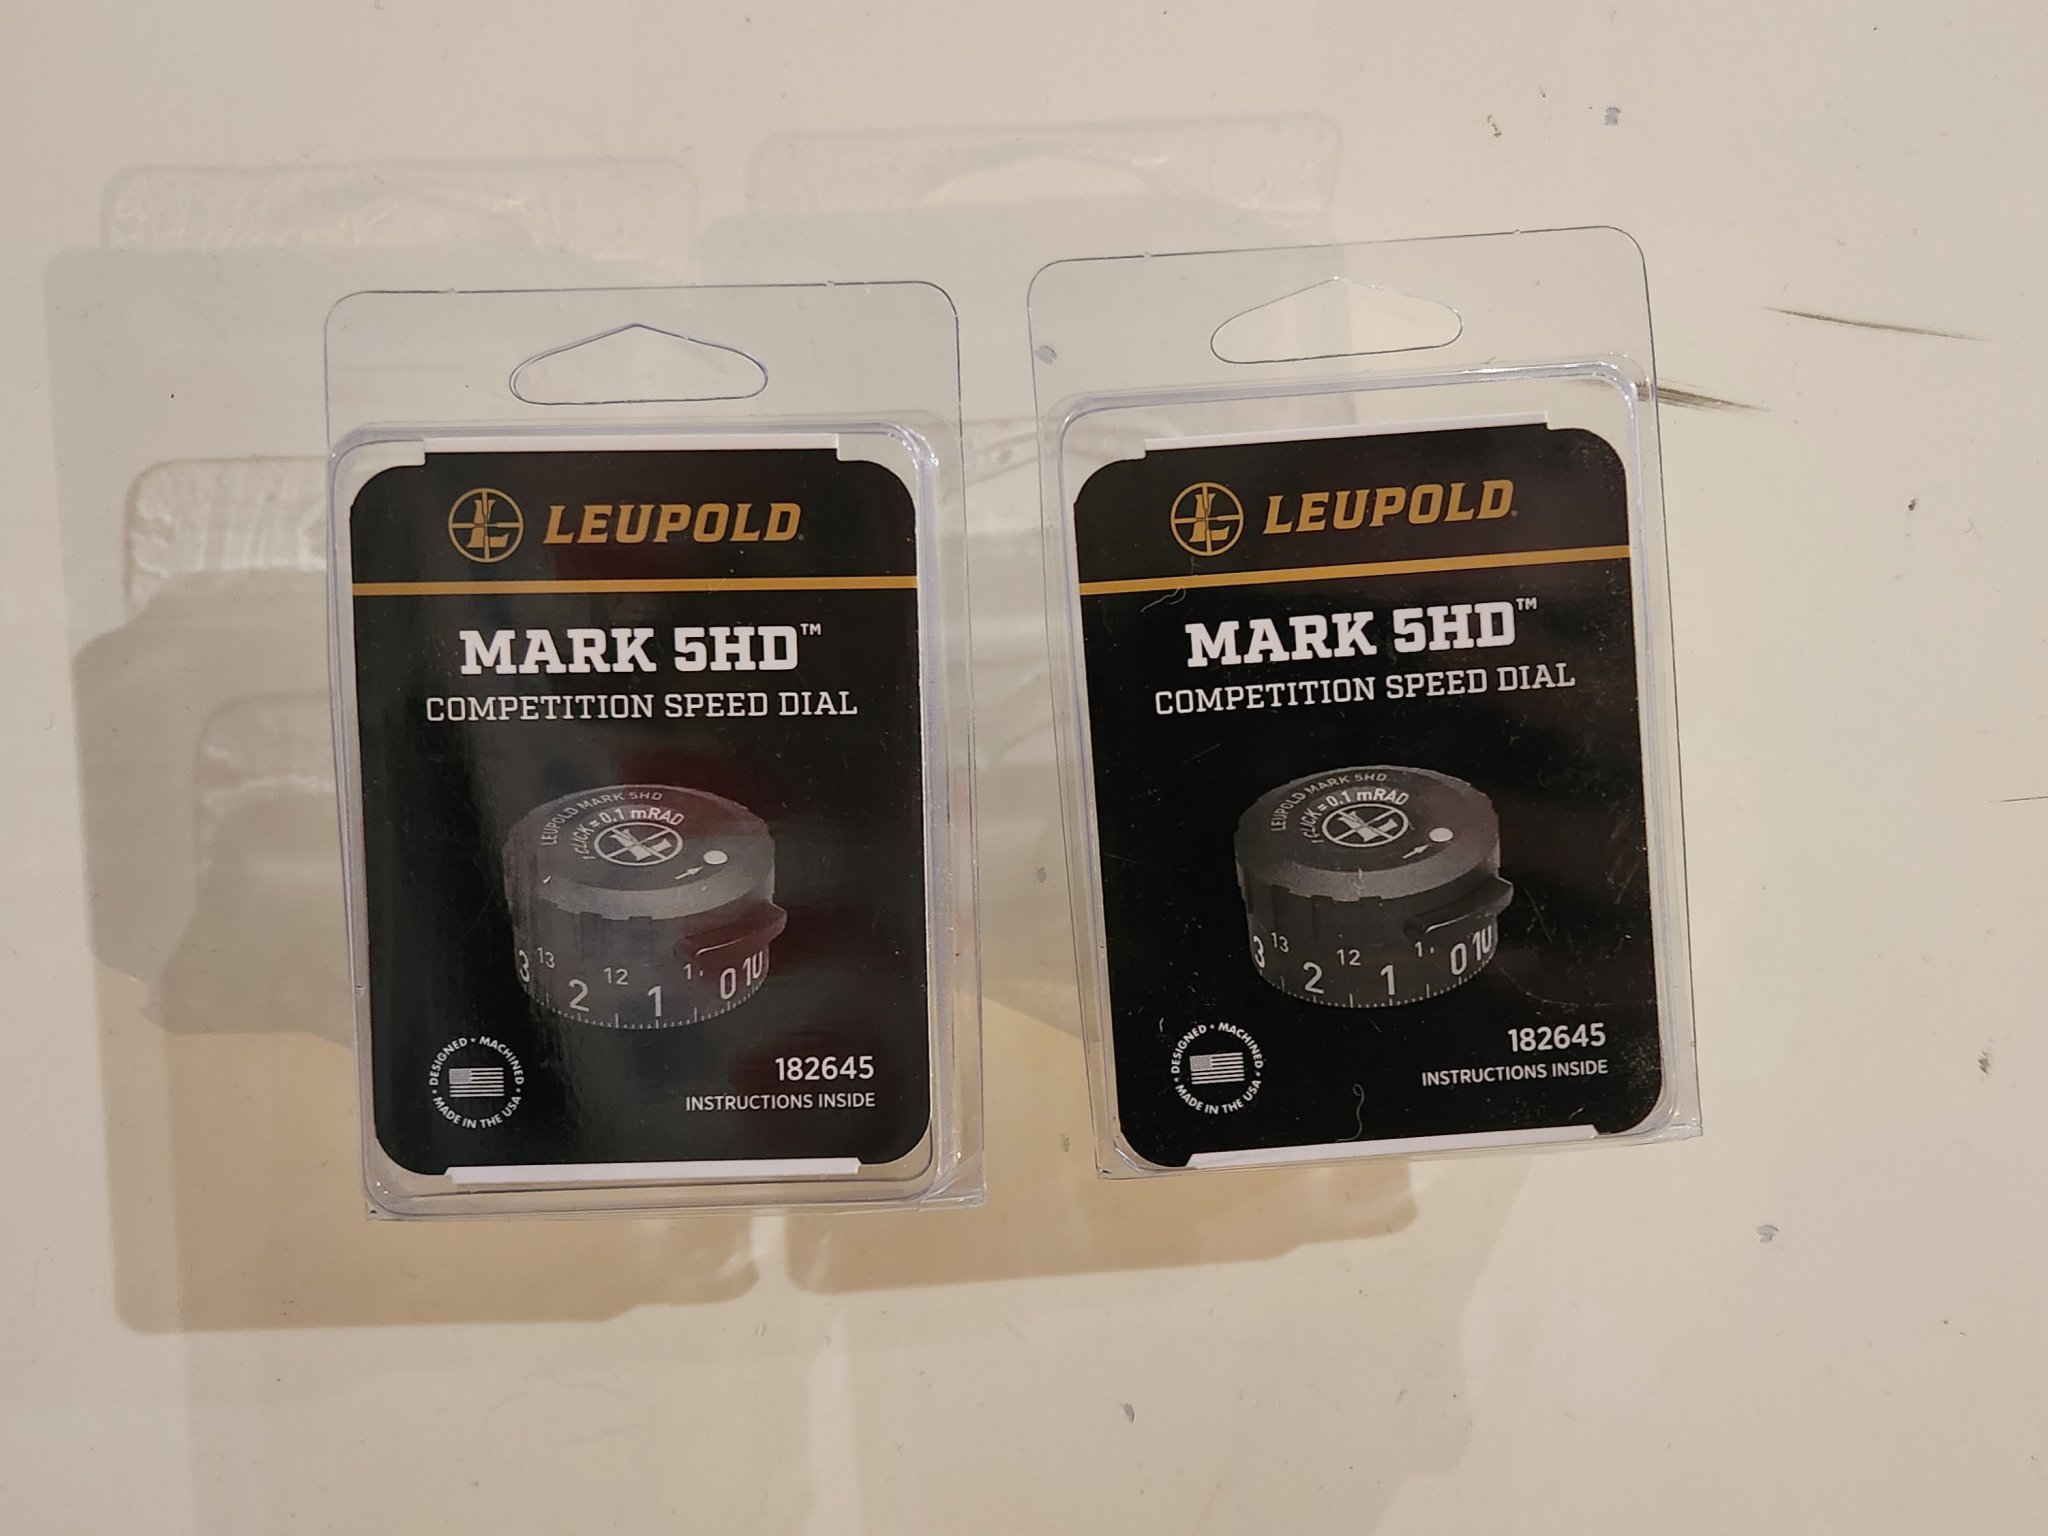 LEUPOLD
MARK 5HD™
COMPETITION SPEED DIAL
LEUPOLD MARK 5HD
1 CLICK = 0.1 mRAD
3 13 2 12 1 1 0 10
DESIGNED • MACHINED • MADE IN THE USA •
182645
INSTRUCTIONS INSIDE
LEUPOLD
MARK 5HD™
COMPETITION SPEED DIAL
LEUPOLD MARK 5HD
1 CLICK = 0.1 mRAD
3 13 2 12 1 1 0 10
DESIGNED • MACHINED • MADE IN THE USA •
182645
INSTRUCTIONS INSIDE